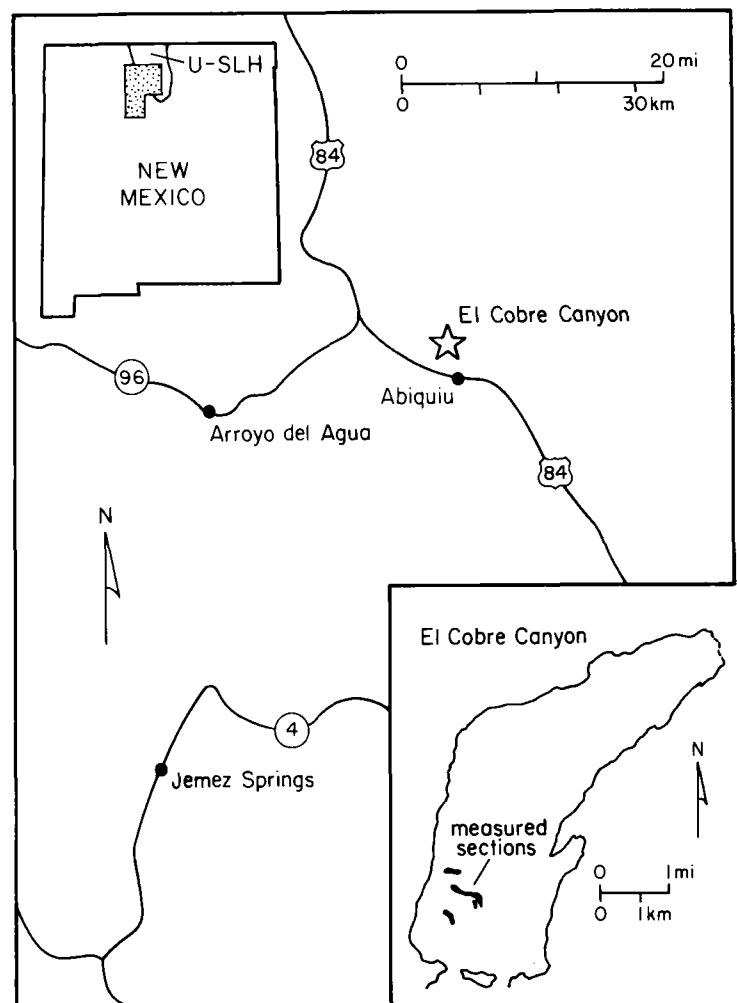 U-SLH
NEW
MEXICO
0 20 mi
0 30 km
84
El Cobre Canyon
Abiquiu
96
Arroyo del Agua
84
N
4
Jemez Springs
El Cobre Canyon
N
measured
sections
0 1 mi
0 1 km